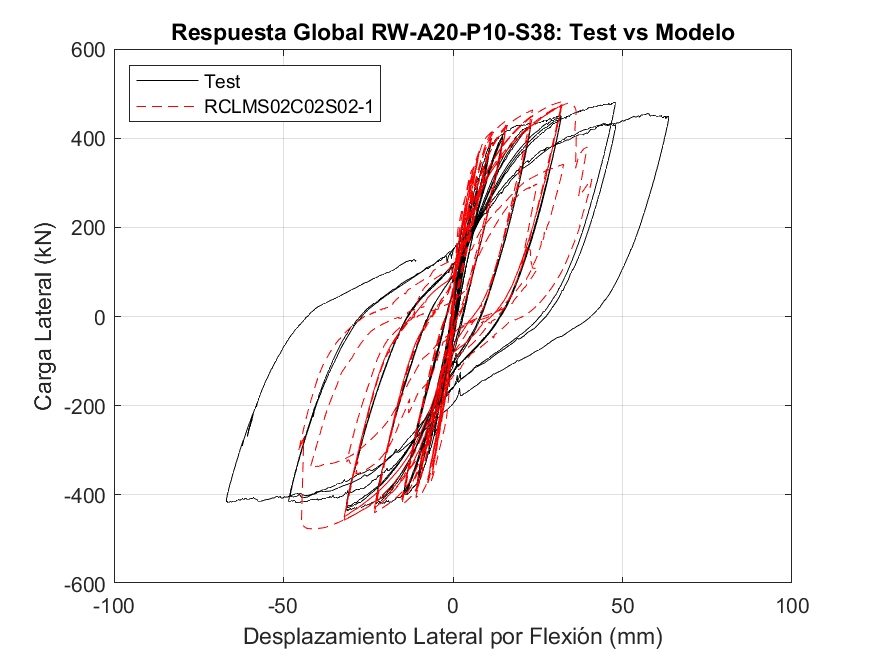 Respuesta Global RW-A20-P10-S38: Test vs Modelo
Test
RCLMS02C02S02-1
600
400
200
0
-200
-400
-600
Carga Lateral (kN)
-100
-50
0
50
100
Desplazamiento Lateral por Flexión (mm)